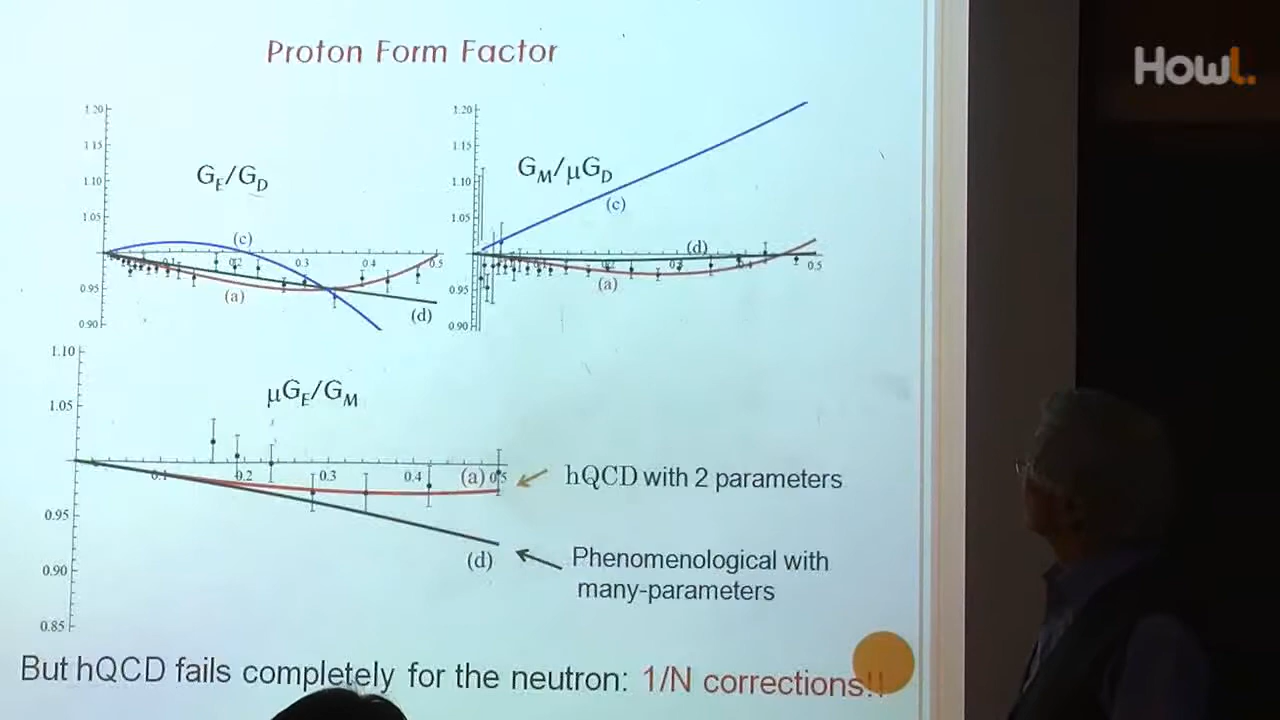 Proton Form Factor
HowL.
1.20
1.15
1.10
1.05
0.95
0.90
G_E/G_D
(c)
0.1
0.2
0.3
0.4
0.5
(a)
(d)
1.20
1.15
1.10
1.05
0.95
0.90
G_M/μG_D
(c)
(d)
0.5
(a)
1.10
1.05
0.95
0.90
0.85
μG_E/G_M
0.1
0.2
0.3
0.4
(a) 0.5
(d)
hQCD with 2 parameters
Phenomenological with
many-parameters
But hQCD fails completely for the neutron: 1/N corrections!!